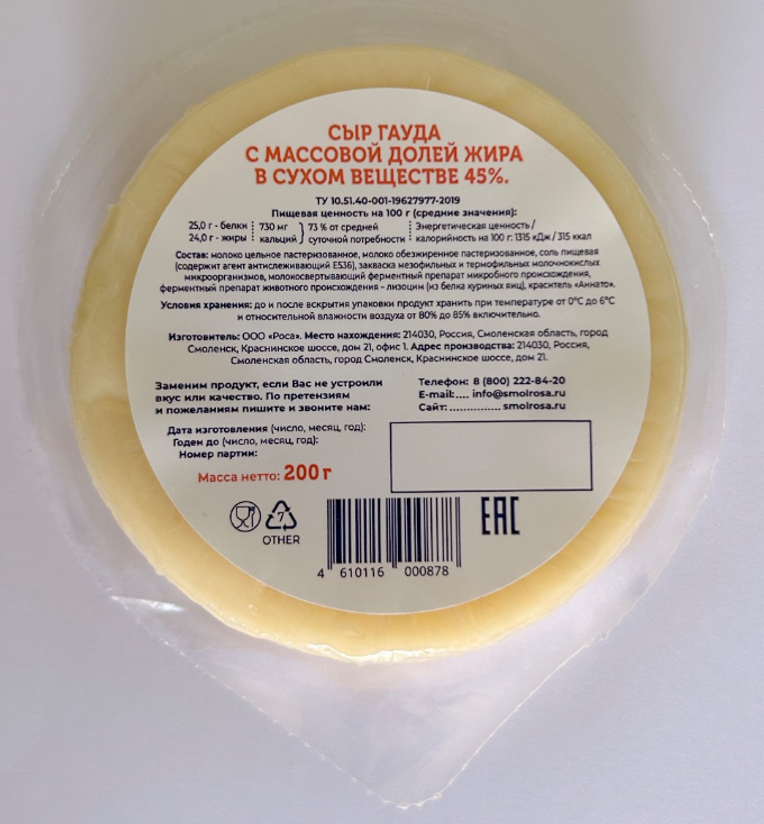 СЫР ГАУДА
С МАССОВОЙ ДОЛЕЙ ЖИРА
В СУХОМ ВЕЩЕСТВЕ 45%.
ТУ 10.51.40-001-19627977-2019
Пищевая ценность на 100 г (средние значения):
25,0 г - белки 730 мг 73 % от средней Энергетическая ценность /
24,0 г - жиры кальций суточной потребности калорийность на 100 г: 1315 кДж / 315 ккал
Состав: молоко цельное пастеризованное, молоко обезжиренное пастеризованное, соль пищевая
(содержит агент антислеживающий Е536), закваска мезофильных и термофильных молочнокислых
микроорганизмов, молокосвертывающий ферментный препарат микробного происхождения,
ферментный препарат животного происхождения – лизоцим (из белка куриных яиц), краситель «Аннато».
Условия хранения: до и после вскрытия упаковки продукт хранить при температуре от 0°С до 6°С
и относительной влажности воздуха от 80% до 85% включительно.
Изготовитель: ООО «Роса». Место нахождения: 214030, Россия, Смоленская область, город
Смоленск, Краснинское шоссе, дом 21, офис 1. Адрес производства: 214030, Россия,
Смоленская область, город Смоленск, Краснинское шоссе, дом 21.
Заменим продукт, если Вас не устроили
вкус или качество. По претензиям
и пожеланиям пишите и звоните нам:
Телефон: 8 (800) 222-84-20
E-mail:.... info@smolrosa.ru
Сайт: ............... smolrosa.ru
Дата изготовления (число, месяц, год):
Годен до (число, месяц, год):
Номер партии:
Масса нетто: 200 г
7
OTHER
EAC
4 610116 000878